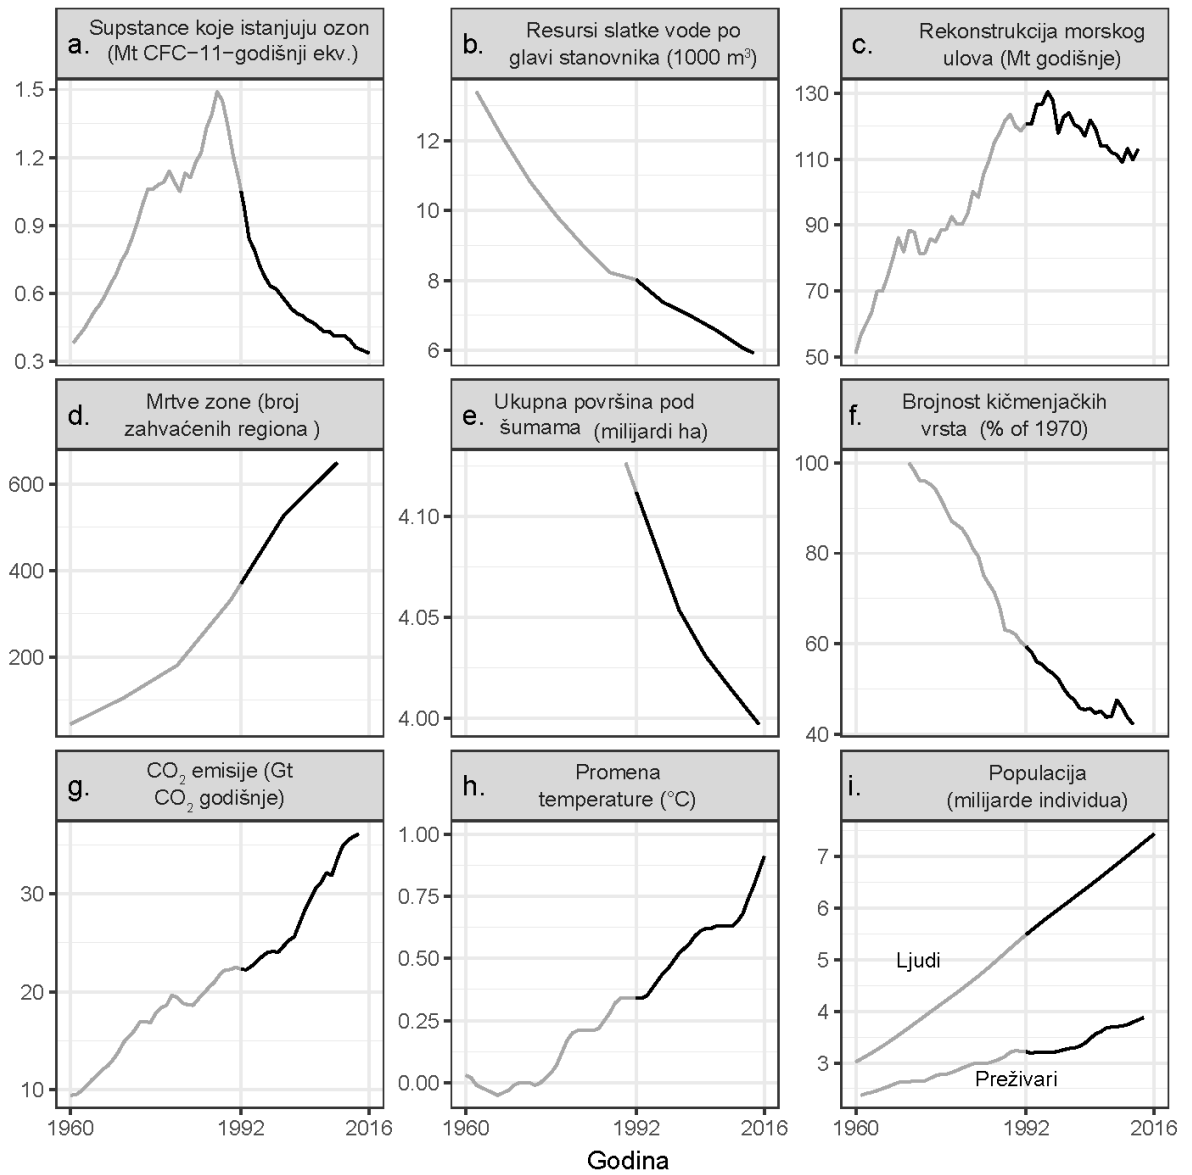 a. Supstance koje istanjuju ozon
(Mt CFC−11−godišnji ekv.)
1.5
1.2
0.9
0.6
0.3
b. Resursi slatke vode po
glavi stanovnika (1000 m³)
12
10
8
6
c. Rekonstrukcija morskog
ulova (Mt godišnje)
130
110
90
70
50
d. Mrtve zone (broj
zahvaćenih regiona )
600
400
200
e. Ukupna površina pod
šumama (milijardi ha)
4.10
4.05
4.00
f. Brojnost kičmenjačkih
vrsta (% of 1970)
100
80
60
40
g. CO₂ emisije (Gt
CO₂ godišnje)
30
20
10
1960 1992 2016
h. Promena
temperature (°C)
1.00
0.75
0.50
0.25
0.00
1960 1992 2016
i. Populacija
(milijarde individua)
7
6
5
4
3
Ljudi
Preživari
1960 1992 2016
Godina